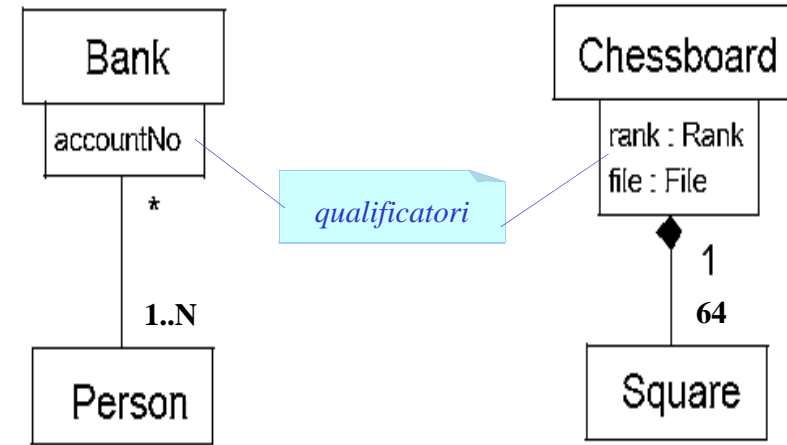 Bank
accountNo
*
1..N
Person
qualificatori
Chessboard
rank : Rank
file : File
1
64
Square